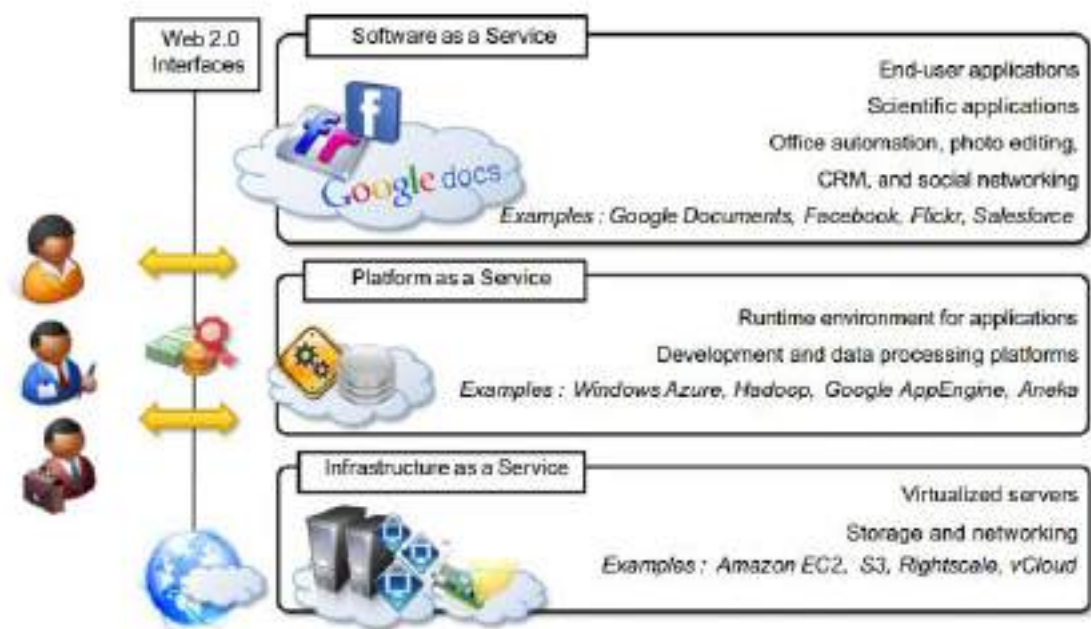 Web 2.0
Interfaces
Software as a Service
End-user applications
Scientific applications
Office automation, photo editing,
CRM, and social networking
Examples : Google Documents, Facebook, Flickr, Salesforce
f
fr
Google docs
Platform as a Service
Runtime environment for applications
Development and data processing platforms
Examples : Windows Azure, Hadoop, Google AppEngine, Aneka
Infrastructure as a Service
Virtualized servers
Storage and networking
Examples : Amazon EC2, S3, Rightscale, vCloud